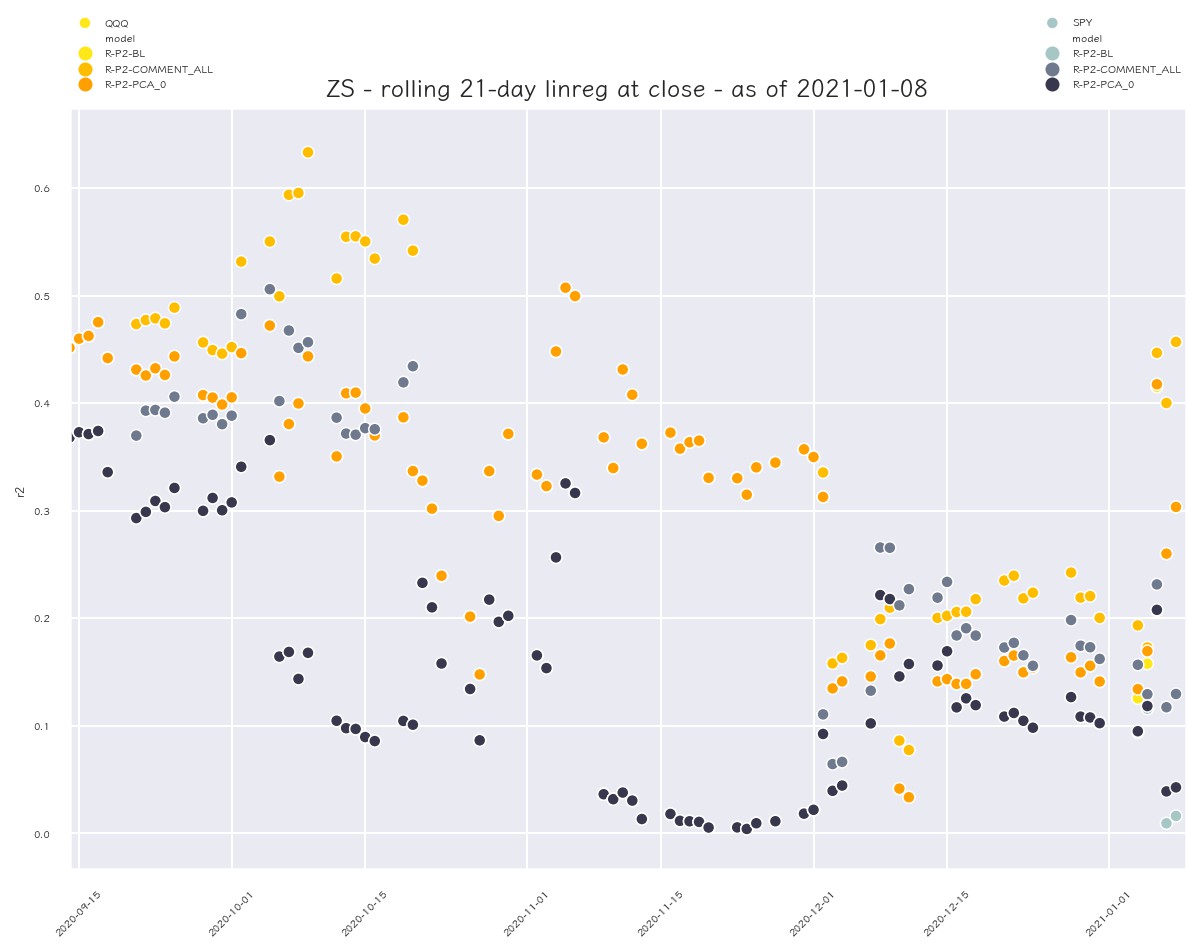 QQQ
model
R-P2-BL
R-P2-COMMENT_ALL
R-P2-PCA_0
SPY
model
R-P2-BL
R-P2-COMMENT_ALL
R-P2-PCA_0
ZS - rolling 21-day linreg at close - as of 2021-01-08
r2
0.6
0.5
0.4
0.3
0.2
0.1
0.0
2020-09-15
2020-10-01
2020-10-15
2020-11-01
2020-11-15
2020-12-01
2020-12-15
2021-01-01